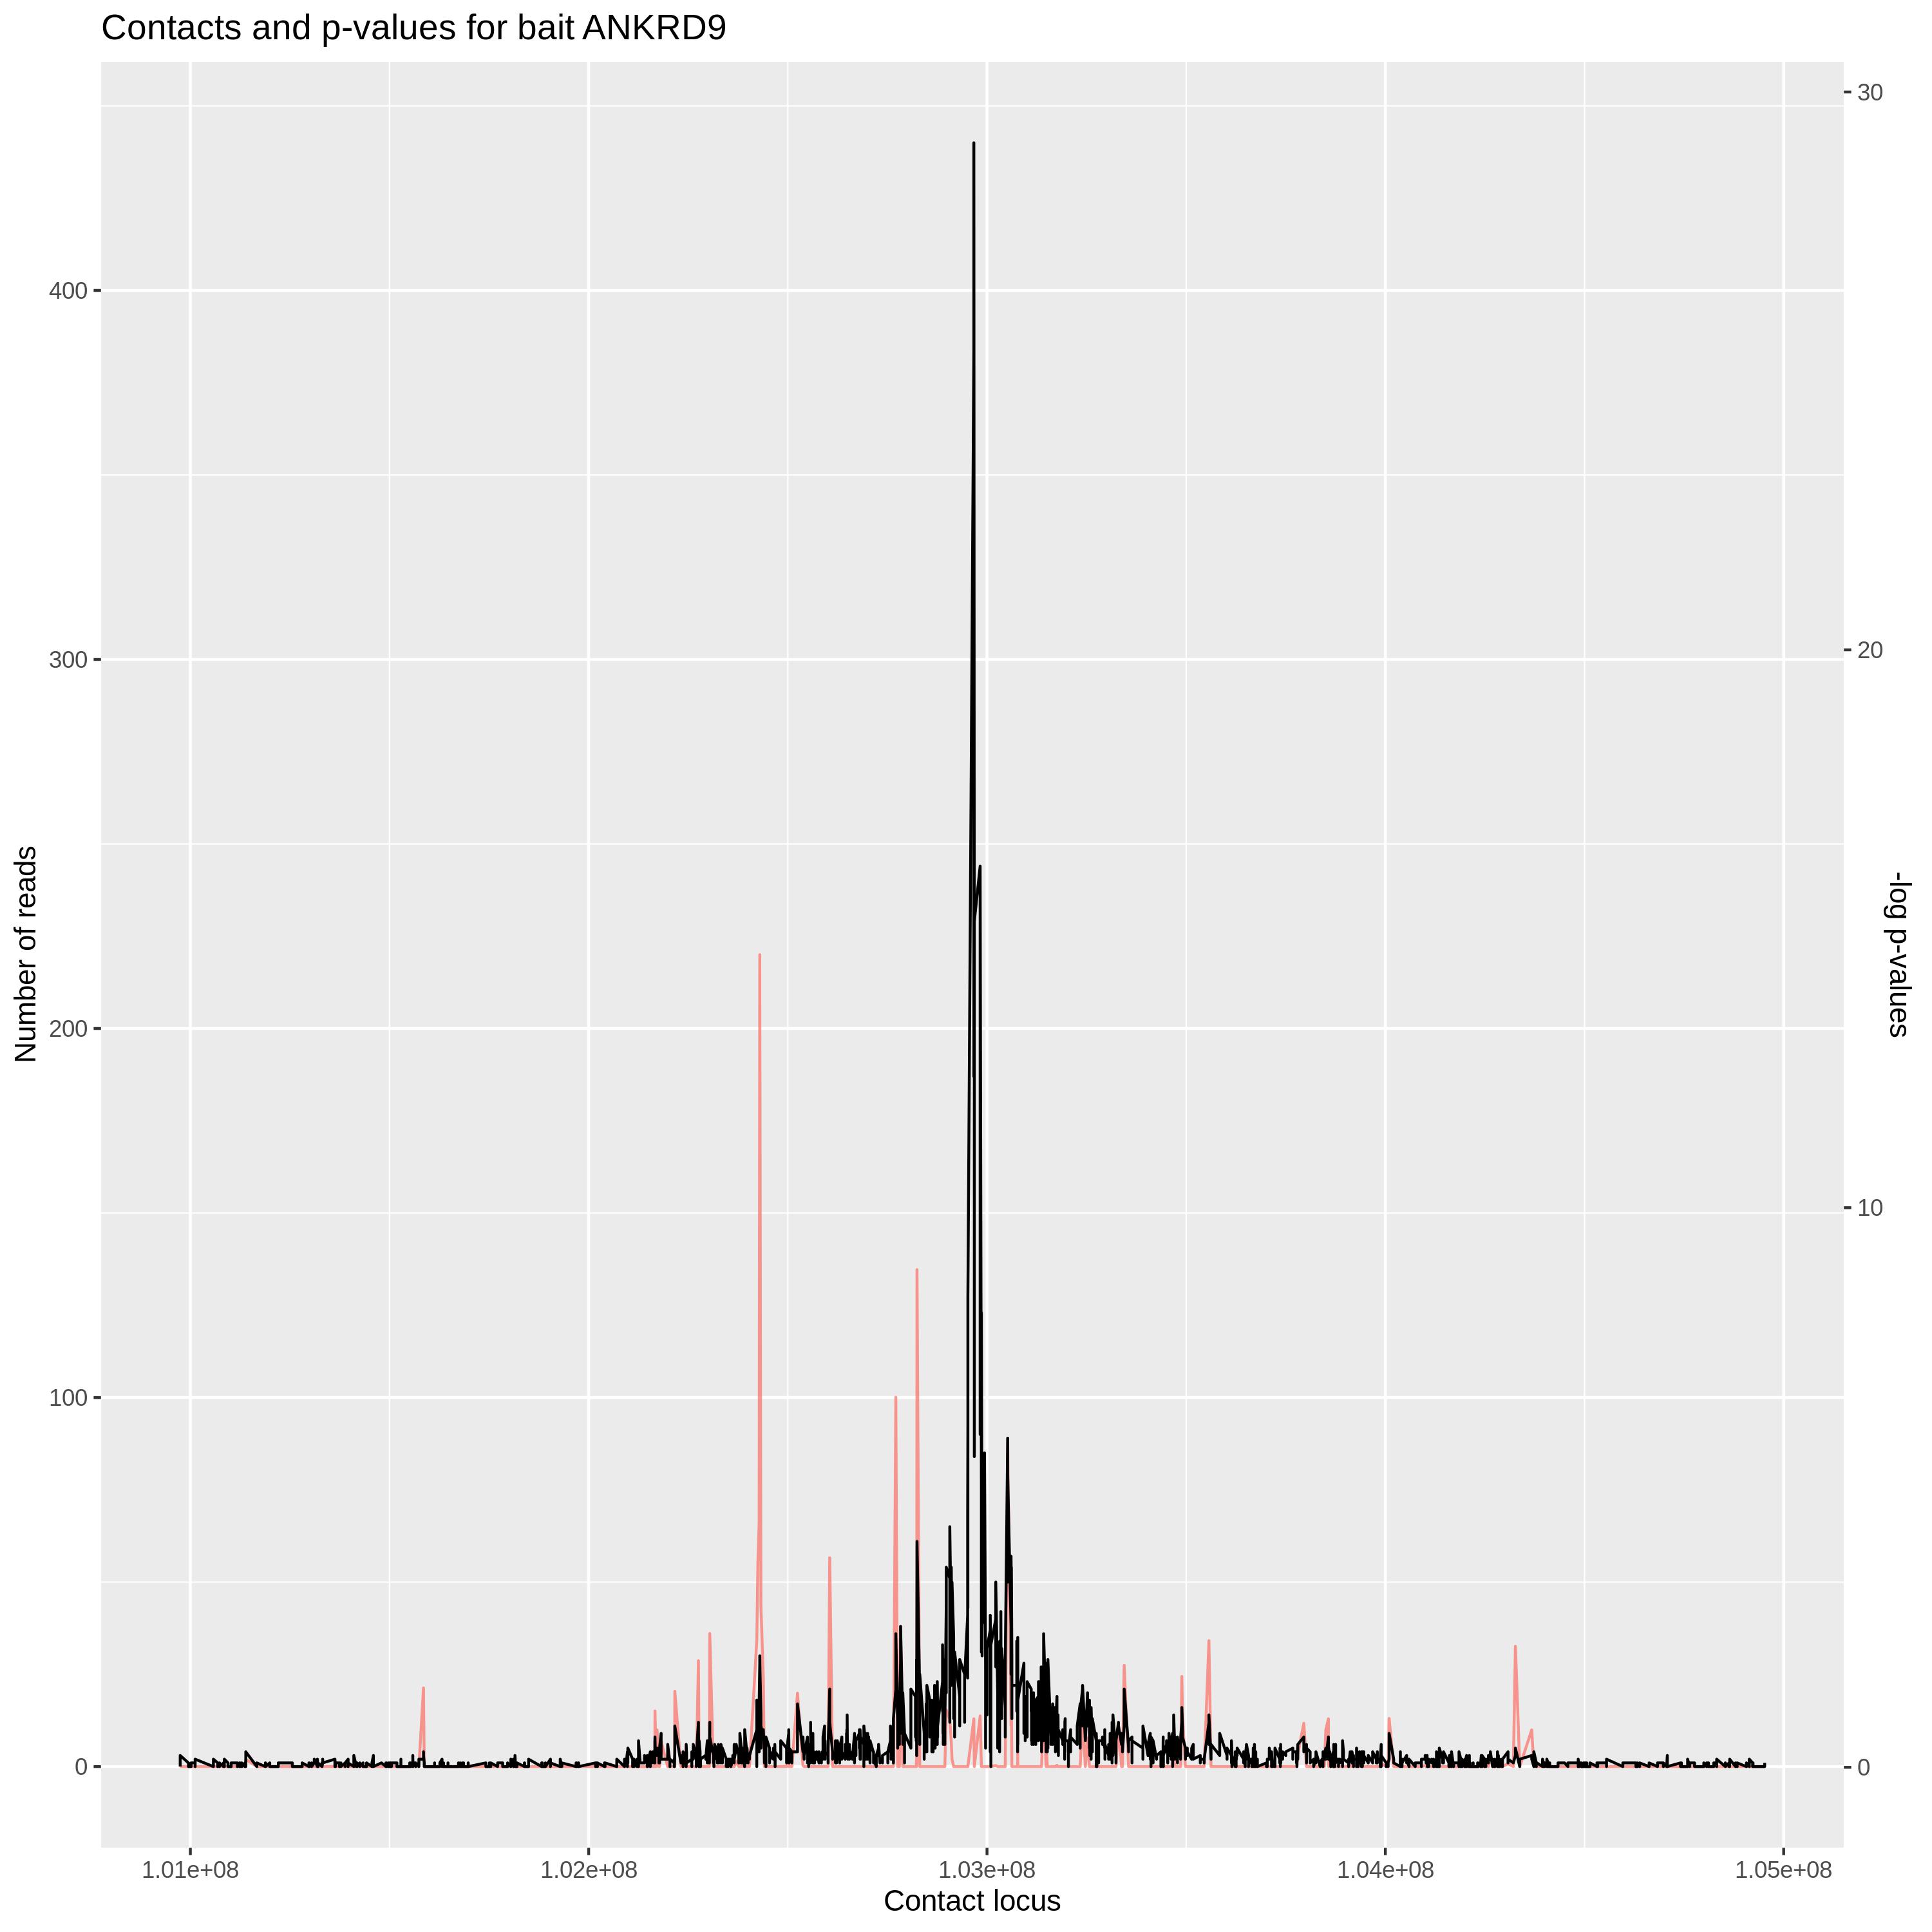 Contacts and p-values for bait ANKRD9
Number of reads
400
300
200
100
0
30
20
10
0
-log p-values
1.01e+08
1.02e+08
1.03e+08
1.04e+08
1.05e+08
Contact locus